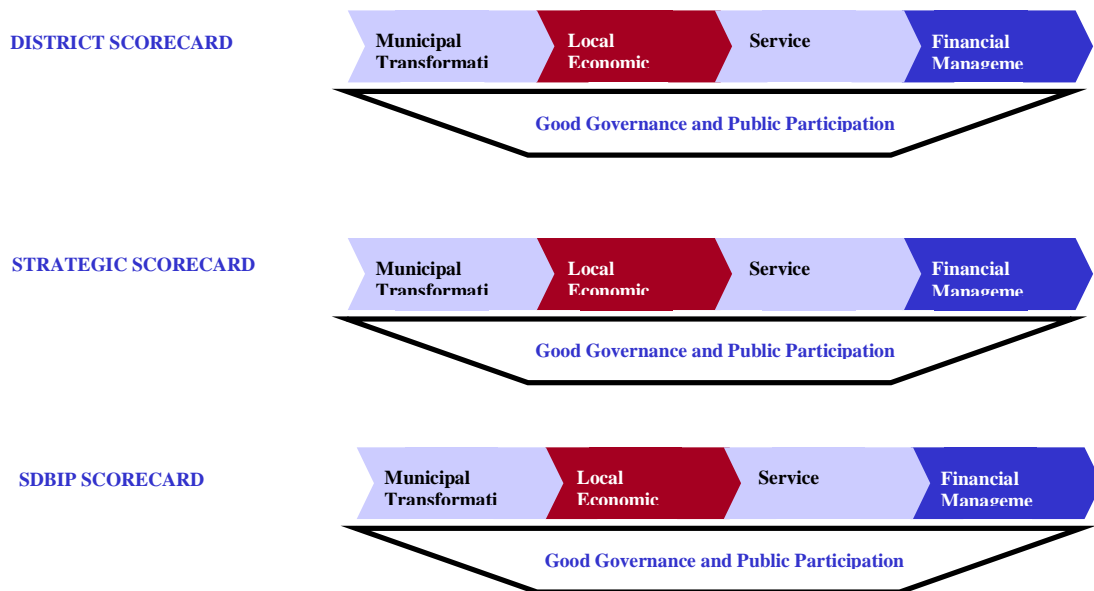 DISTRICT SCORECARD
Municipal
Transformati
Local
Economic
Service
Financial
Manageme
Good Governance and Public Participation
STRATEGIC SCORECARD
Municipal
Transformati
Local
Economic
Service
Financial
Manageme
Good Governance and Public Participation
SDBIP SCORECARD
Municipal
Transformati
Local
Economic
Service
Financial
Manageme
Good Governance and Public Participation